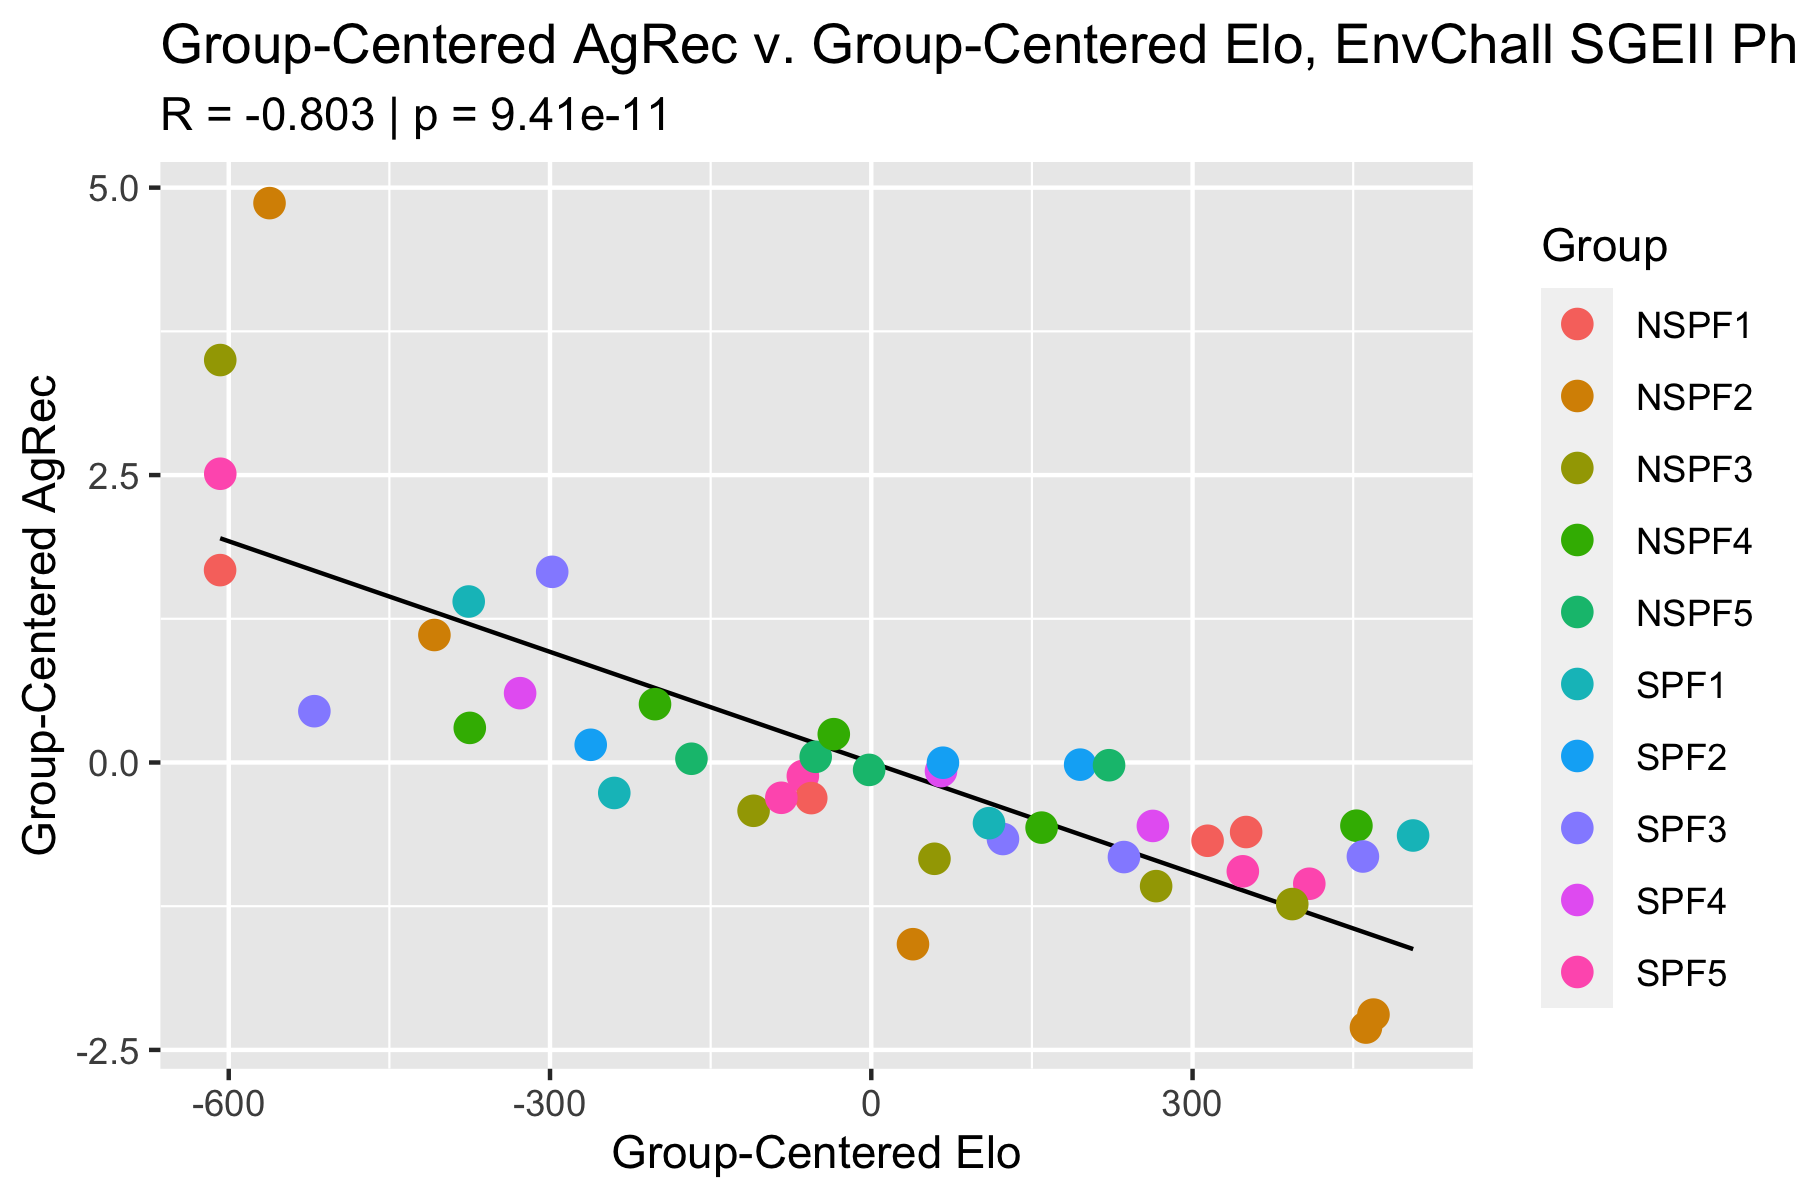 Group-Centered AgRec v. Group-Centered Elo, EnvChall SGEII Ph
R = -0.803 | p = 9.41e-11
5.0
2.5
0.0
-2.5
Group-Centered AgRec
-600
-300
0
300
Group-Centered Elo
Group
NSPF1
NSPF2
NSPF3
NSPF4
NSPF5
SPF1
SPF2
SPF3
SPF4
SPF5